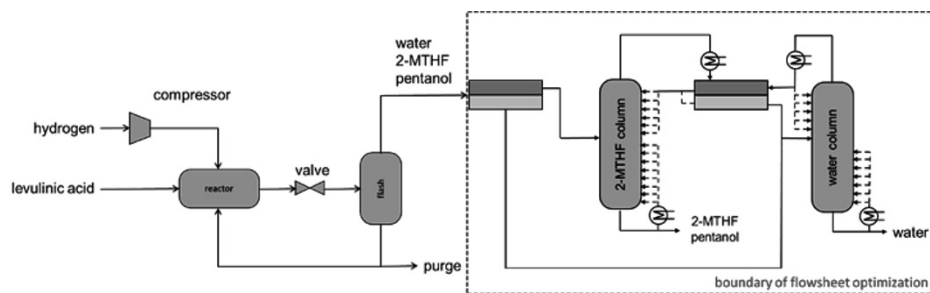 water
2-MTHF
pentanol
compressor
hydrogen
valve
levulinic acid
reactor
flash
purge
2-MTHF column
M
M
water column
M
M
2-MTHF
pentanol
water
boundary of flowsheet optimization